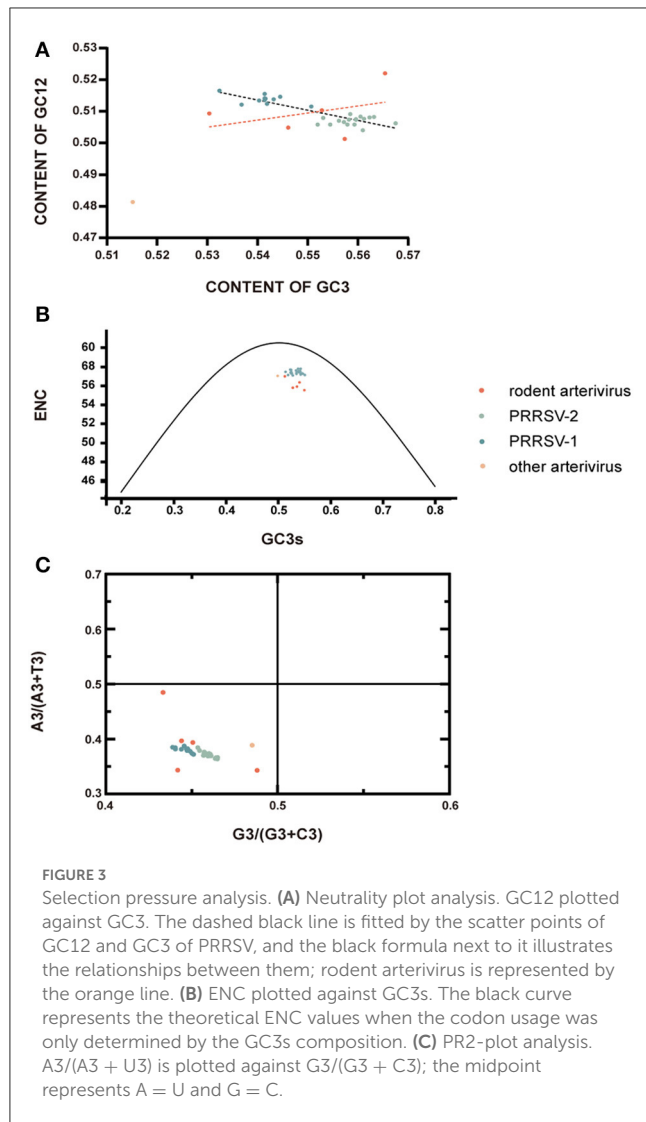 A
0.53
0.52
0.51
0.50
0.49
0.48
0.47
CONTENT OF GC12
0.51 0.52 0.53 0.54 0.55 0.56 0.57
CONTENT OF GC3
B
60
68
56
54
52
50
48
46
ENC
0.2 0.3 0.4 0.5 0.6 0.7 0.8
GC3s
rodent arterivirus
PRRSV-2
PRRSV-1
other arterivirus
C
0.7
0.6
0.5
0.4
0.3
A3/(A3+T3)
0.4 0.5 0.6
G3/(G3+C3)
FIGURE 3
Selection pressure analysis. (A) Neutrality plot analysis. GC12 plotted
against GC3. The dashed black line is fitted by the scatter points of
GC12 and GC3 of PRRSV, and the black formula next to it illustrates
the relationships between them; rodent arterivirus is represented by
the orange line. (B) ENC plotted against GC3s. The black curve
represents the theoretical ENC values when the codon usage was
only determined by the GC3s composition. (C) PR2-plot analysis.
A3/(A3 + U3) is plotted against G3/(G3 + C3); the midpoint
represents A = U and G = C.